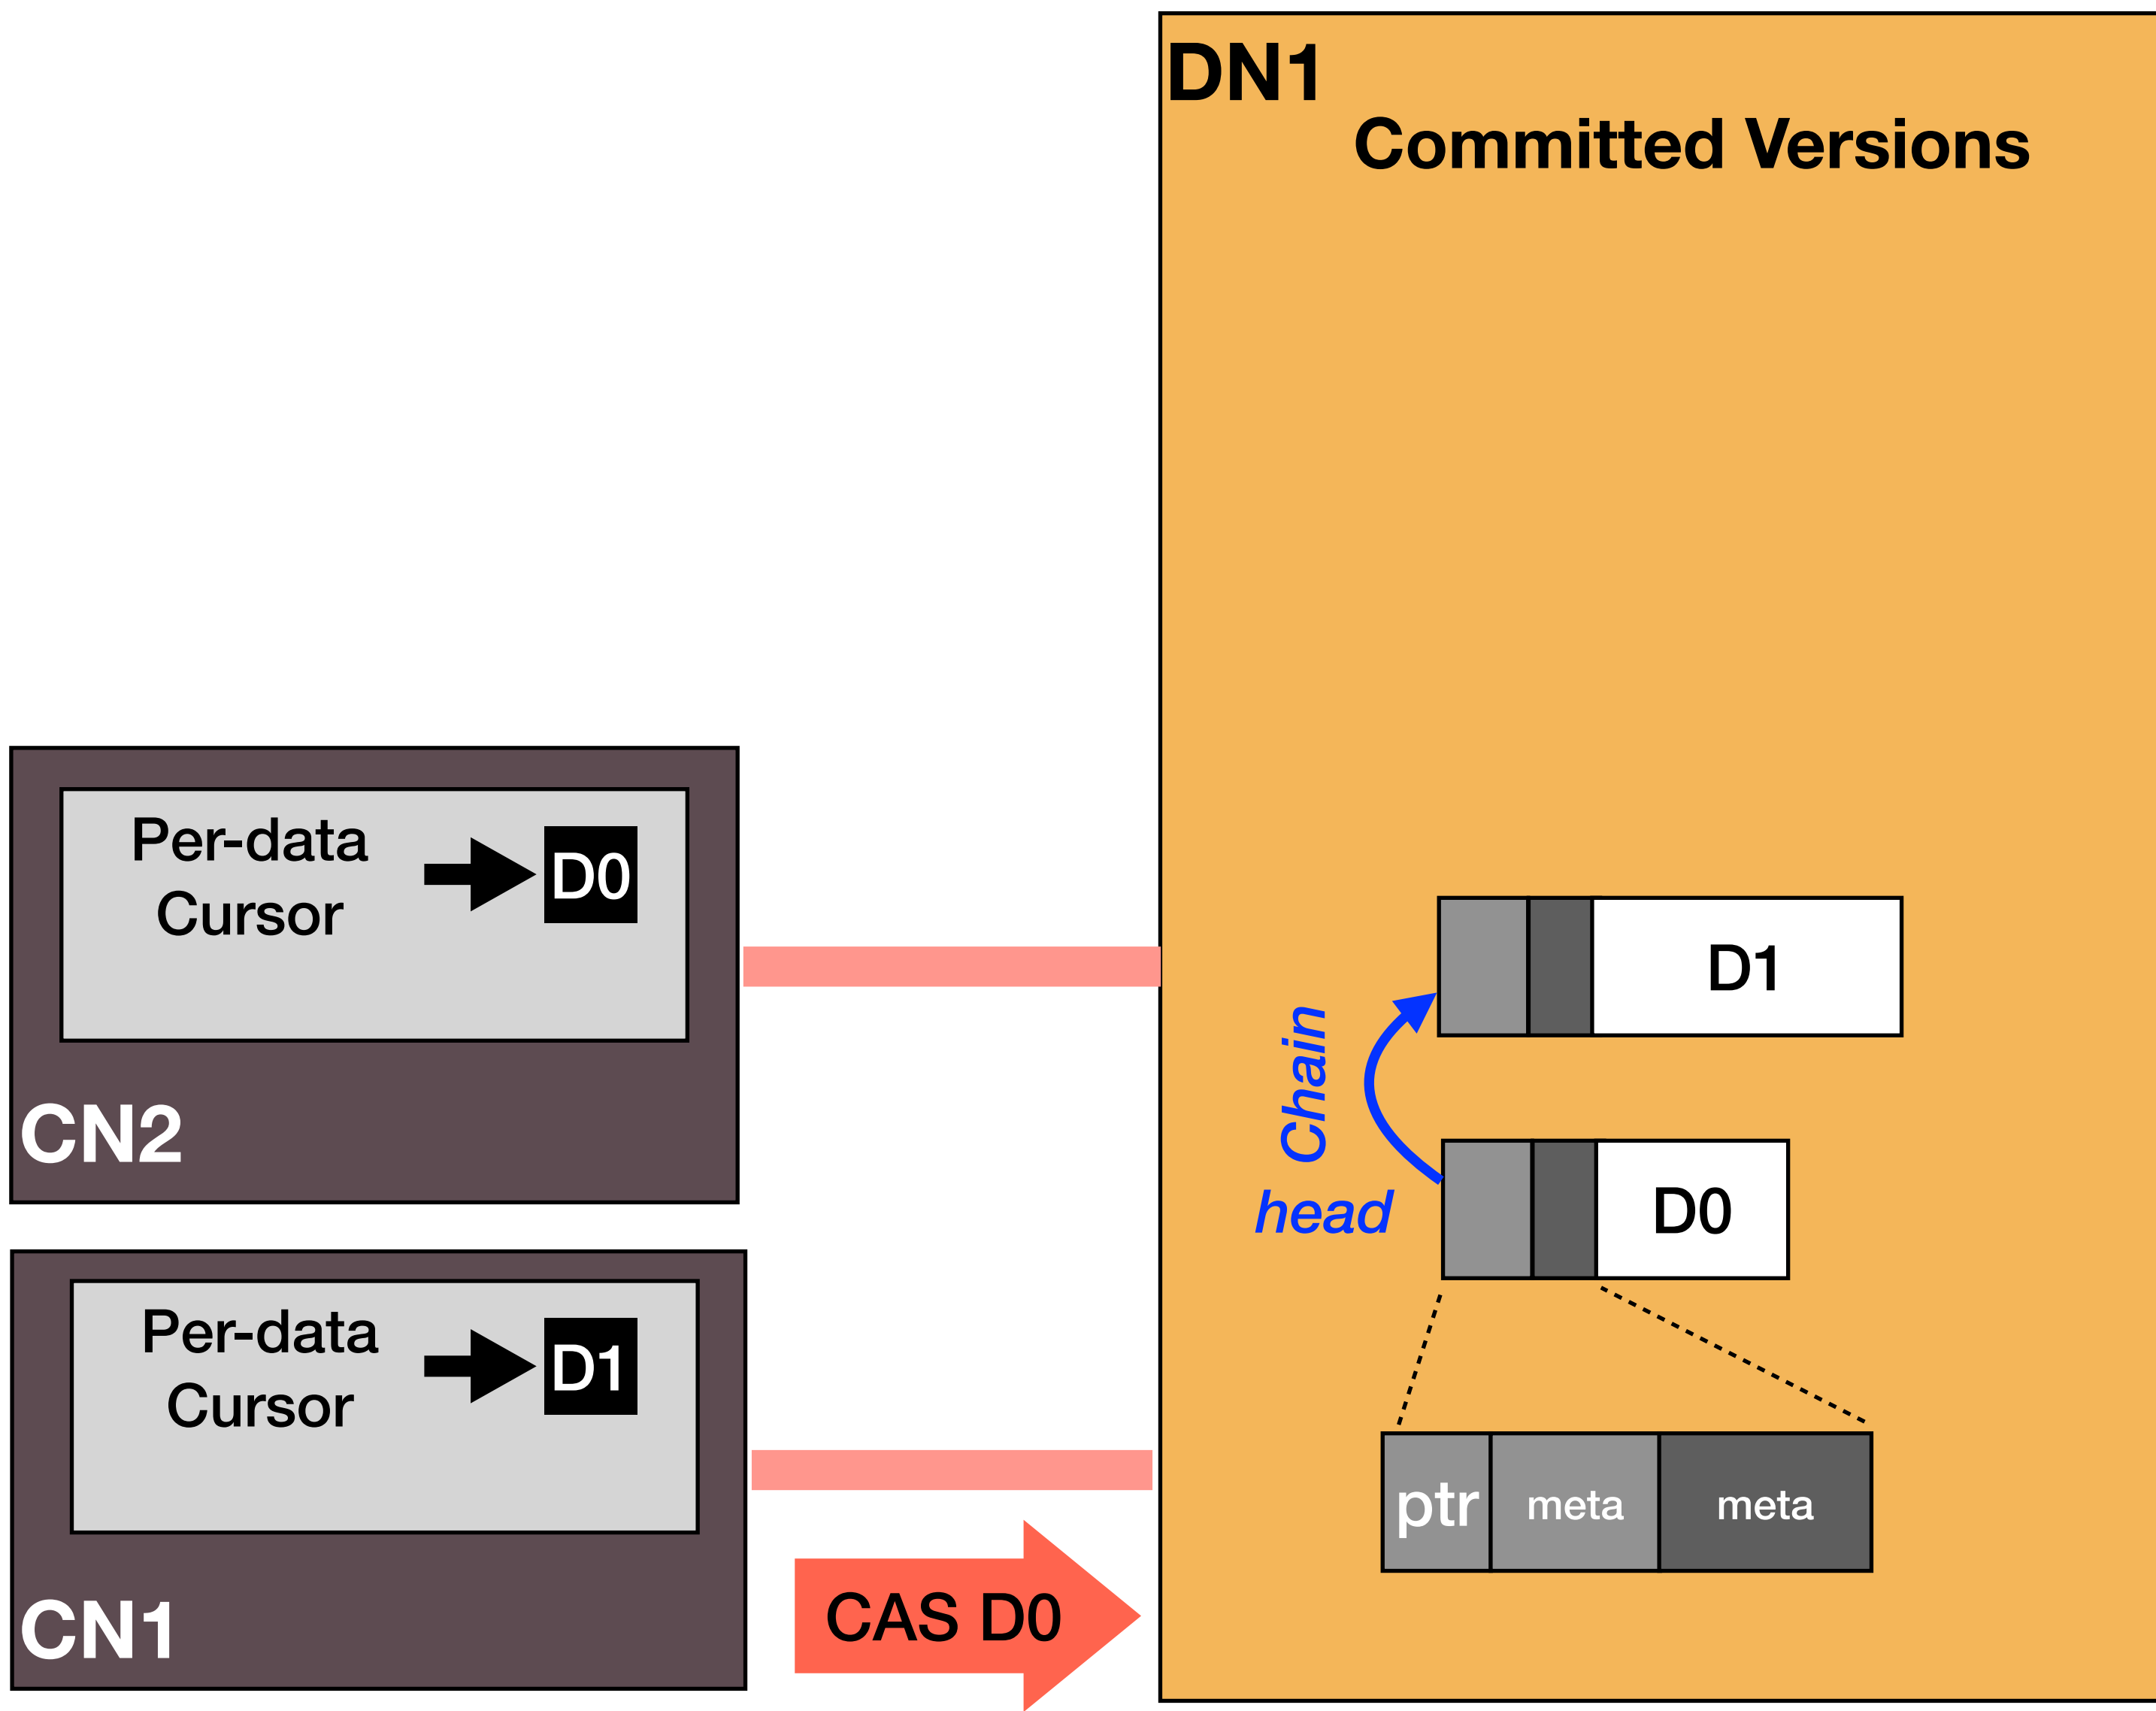 DN1
Committed Versions
Per-data
Cursor
D0
CN2
D1
Chain
head
D0
Per-data
Cursor
D1
CN1
ptr
meta
meta
CAS D0